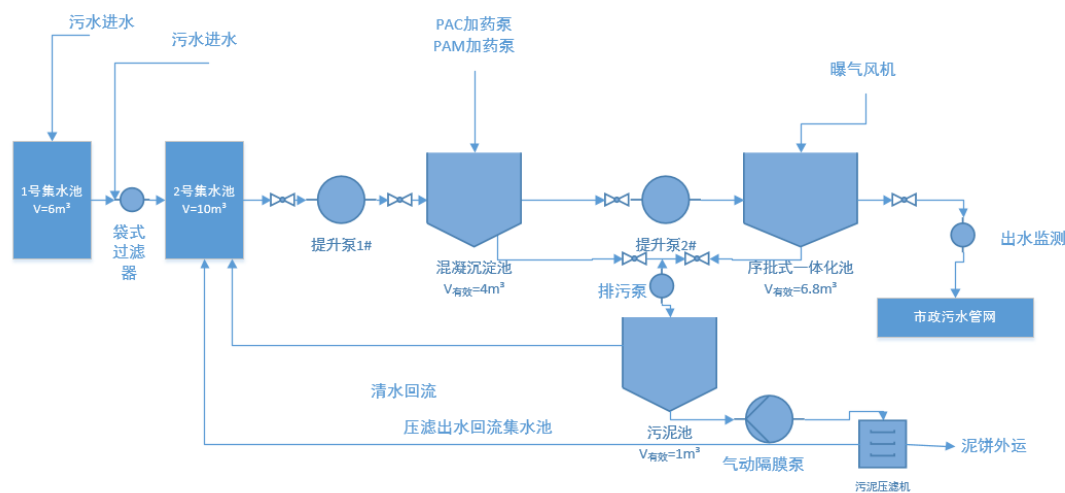 污水进水
污水进水
PAC加药泵
PAM加药泵
曝气风机
1号集水池
V=6m³
2号集水池
V=10m³
袋式
过滤
器
提升泵1#
混凝沉淀池
V有效=4m³
提升泵2#
序批式一体化池
V有效=6.8m³
出水监测
排污泵
市政污水管网
清水回流
压滤出水回流集水池
污泥池
V有效=1m³
气动隔膜泵
泥饼外运
污泥压滤机